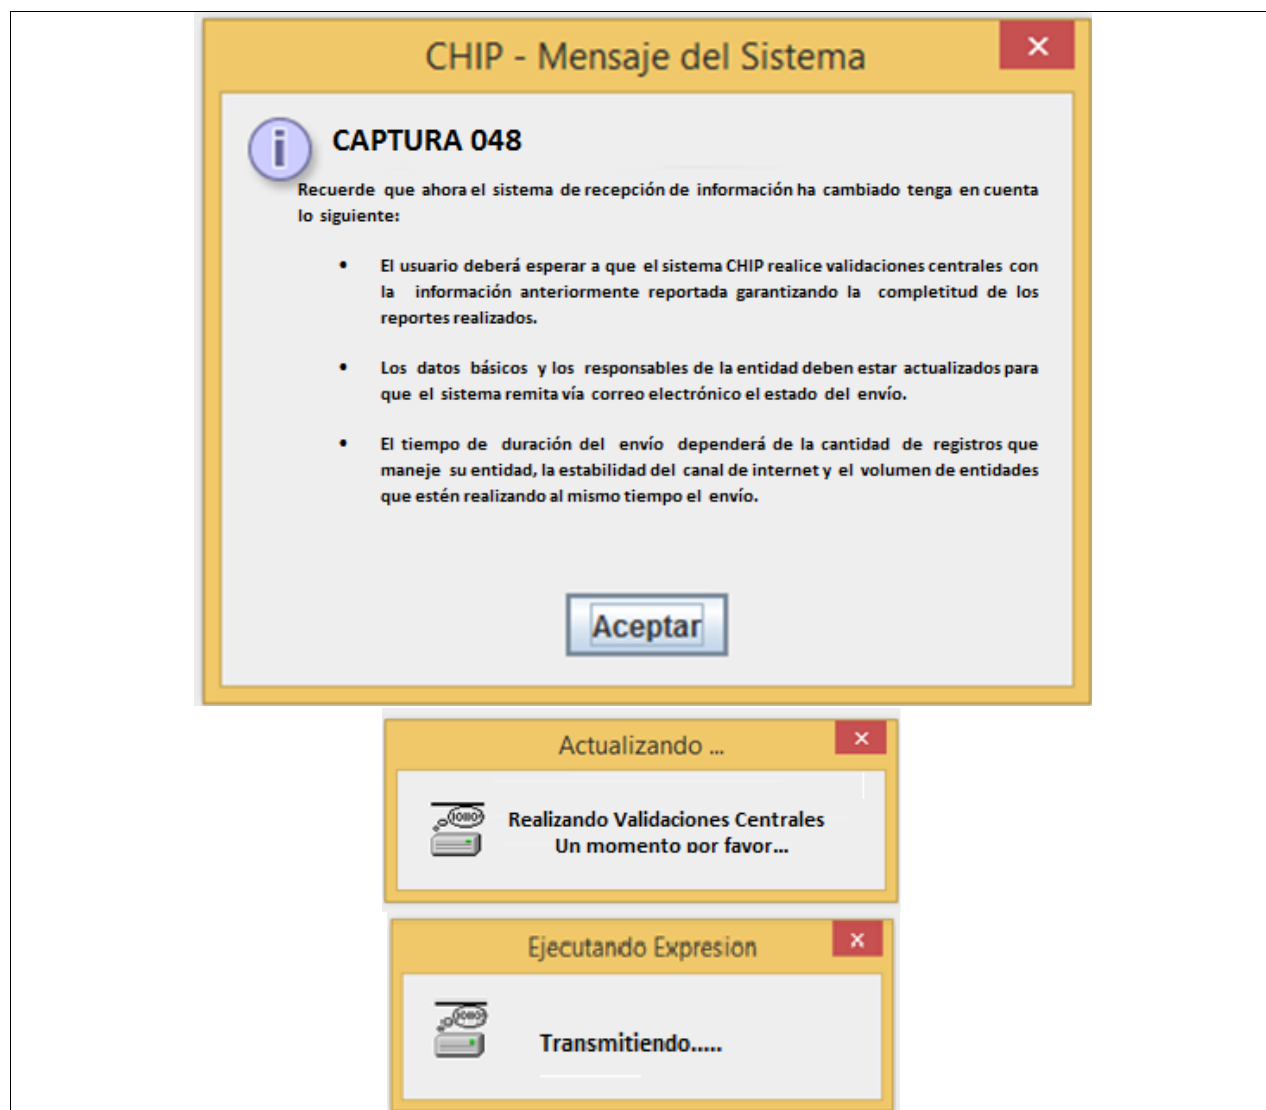 CHIP - Mensaje del Sistema
CAPTURA 048
Recuerde que ahora el sistema de recepción de información ha cambiado tenga en cuenta
lo siguiente:
• El usuario deberá esperar a que el sistema CHIP realice validaciones centrales con
la información anteriormente reportada garantizando la completitud de los
reportes realizados.
• Los datos básicos y los responsables de la entidad deben estar actualizados para
que el sistema remita vía correo electrónico el estado del envío.
• El tiempo de duración del envío dependerá de la cantidad de registros que
maneje su entidad, la estabilidad del canal de internet y el volumen de entidades
que estén realizando al mismo tiempo el envío.
Aceptar
Actualizando ...
Realizando Validaciones Centrales
Un momento por favor...
Ejecutando Expresion
Transmitiendo.....